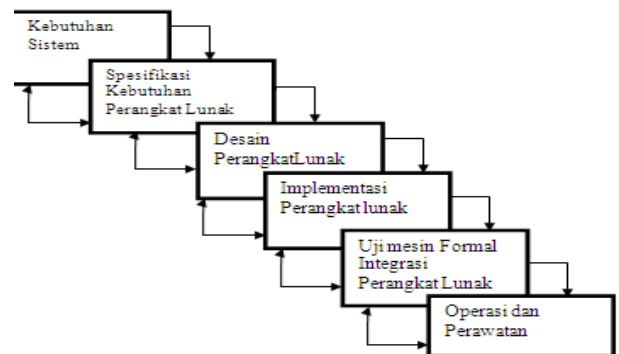 Kebutuhan
Sistem
Spesifikasi
Kebutuhan
Perangkat Lunak
Desain
PerangkatLunak
Implementasi
Perangkat lunak
Uji mesin Formal
Integrasi
Perangkat Lunak
Operasi dan
Perawatan